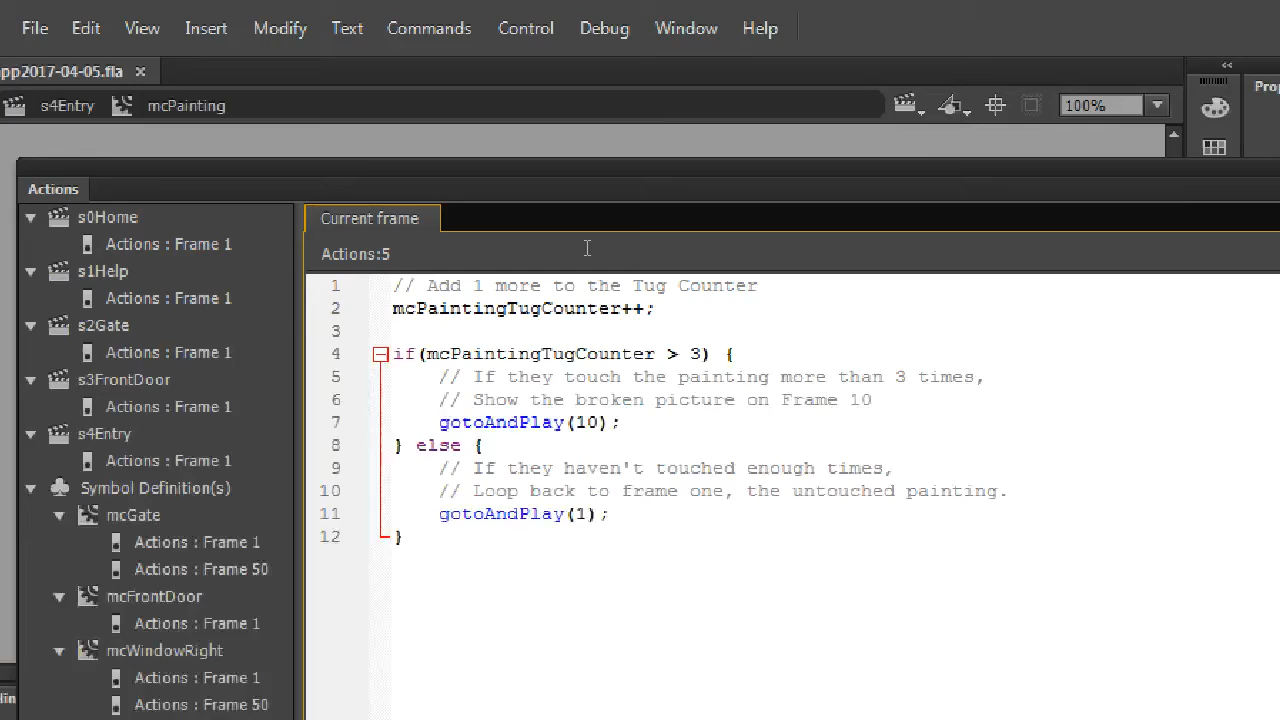 File Edit View Insert Modify Text Commands Control Debug Window Help
pp2017-04-05.fla
s4Entry mcPainting 100%
Actions
Current frame
Actions:5
s0Home
Actions : Frame 1
s1Help
Actions : Frame 1
s2Gate
Actions : Frame 1
s3FrontDoor
Actions : Frame 1
s4Entry
Actions : Frame 1
Symbol Definition(s)
mcGate
Actions : Frame 1
Actions : Frame 50
mcFrontDoor
Actions : Frame 1
mcWindowRight
Actions : Frame 1
Actions : Frame 50
1 // Add 1 more to the Tug Counter
2 mcPaintingTugCounter++;
3
4 if(mcPaintingTugCounter > 3) {
5 // If they touch the painting more than 3 times,
6 // Show the broken picture on Frame 10
7 gotoAndPlay(10);
8 } else {
9 // If they haven't touched enough times,
10 // Loop back to frame one, the untouched painting.
11 gotoAndPlay(1);
12 }